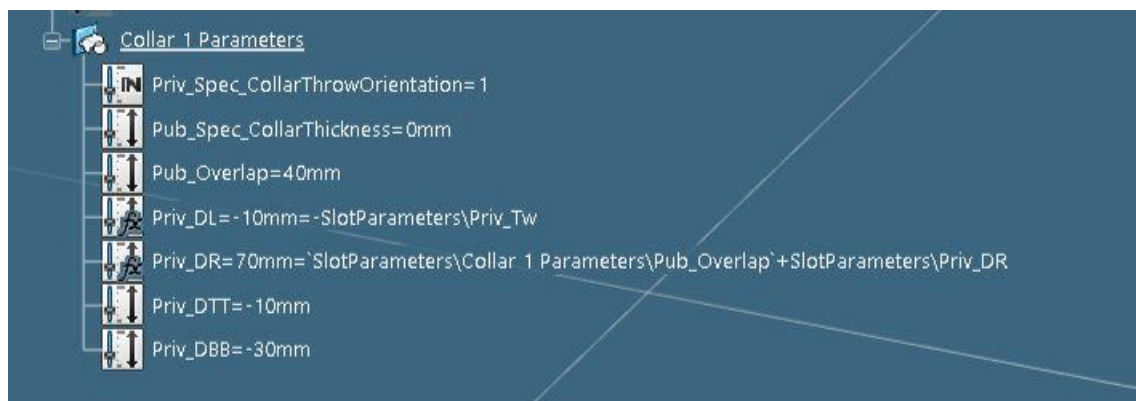 Collar 1 Parameters
Priv_Spec_CollarThrowOrientation=1
Pub_Spec_CollarThickness=0mm
Pub_Overlap=40mm
Priv_DL=-10mm=-SlotParameters\Priv_Tw
Priv_DR=70mm=`SlotParameters\Collar 1 Parameters\Pub_Overlap`+SlotParameters\Priv_DR
Priv_DTT=-10mm
Priv_DBB=-30mm